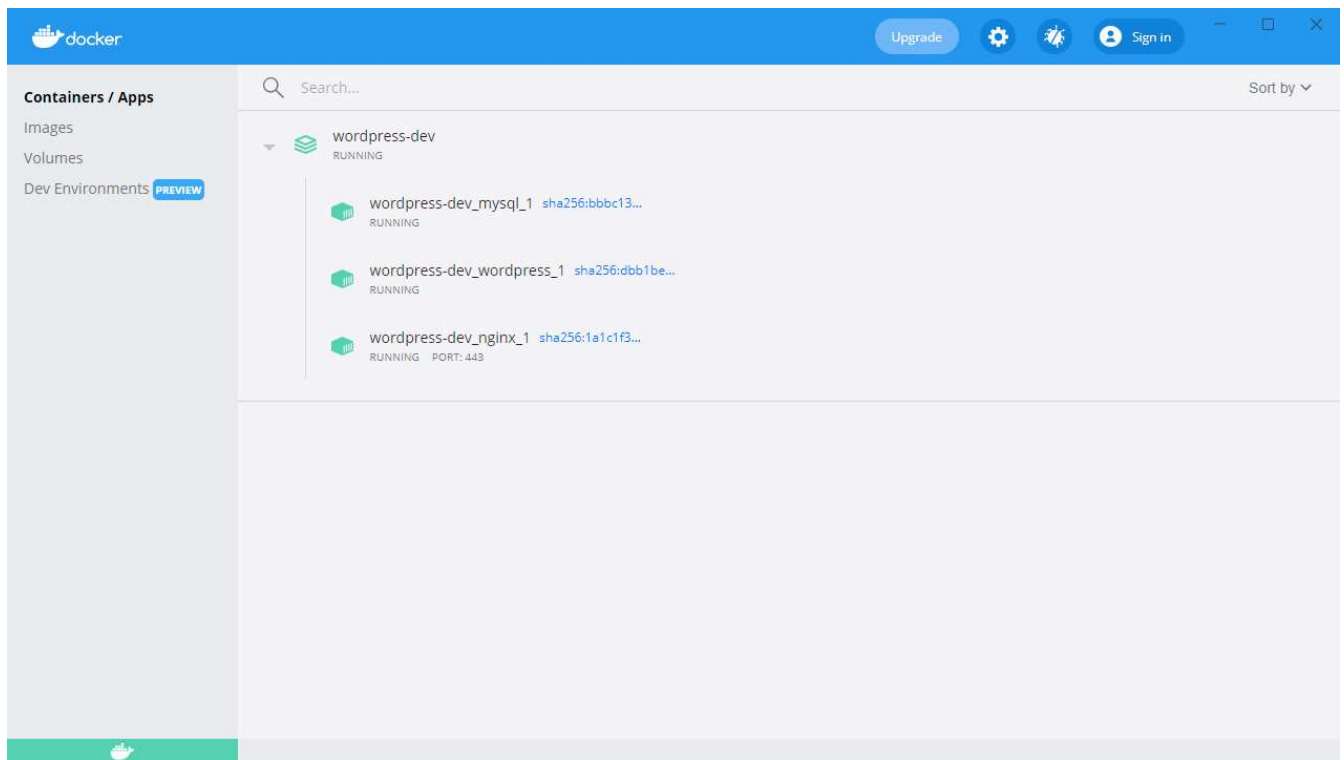 docker
Upgrade
Sign in
Containers / Apps
Images
Volumes
Dev Environments PREVIEW
Search...
Sort by
wordpress-dev
RUNNING
wordpress-dev_mysql_1 sha256:bbbc13...
RUNNING
wordpress-dev_wordpress_1 sha256:dbb1be...
RUNNING
wordpress-dev_nginx_1 sha256:1a1c1f3...
RUNNING PORT: 443